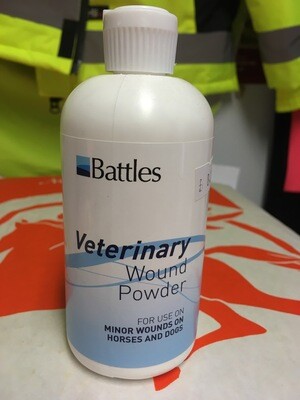 Battles
Veterinary
Wound
Powder
FOR USE ON
MINOR WOUNDS ON
HORSES AND DOGS